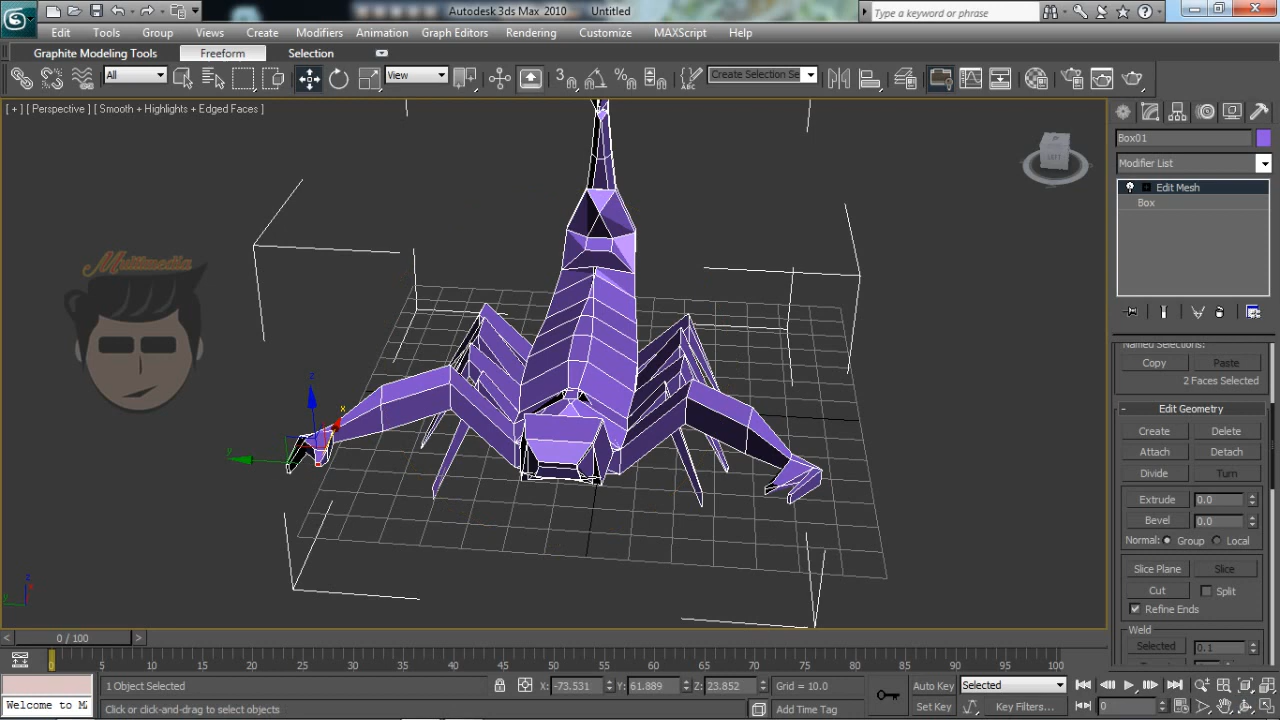 Autodesk 3ds Max 2010 Untitled
Type a keyword or phrase
Edit Tools Group Views Create Modifiers Animation Graph Editors Rendering Customize MAXScript Help
Graphite Modeling Tools Freeform Selection
All View Create Selection Se
[ + ] [ Perspective ] [ Smooth + Highlights + Edged Faces ]
LEFT
Box01
Modifier List
Edit Mesh
Box
Multimedia
Named Selections:
Copy Paste
2 Faces Selected
- Edit Geometry
Create Delete
Attach Detach
Divide Turn
Extrude 0.0
Bevel 0.0
Normal: Group Local
Slice Plane Slice
Cut Split
Refine Ends
Weld
Selected 0.1
z
x
y
z
x
y
< 0 / 100 >
0 5 10 15 20 25 30 35 40 45 50 55 60 65 70 75 80 85 90 95 100
1 Object Selected X: -73.531 Y: 61.889 Z: 23.852 Grid = 10.0 Auto Key Selected
Welcome to MA Click or click-and-drag to select objects Add Time Tag Set Key Key Filters... 0